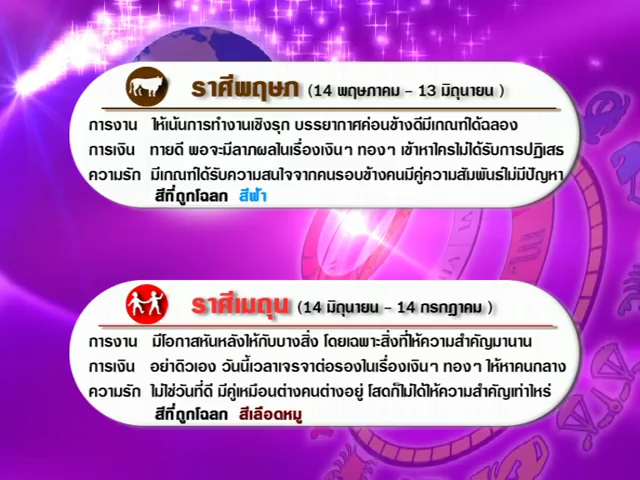 ราศีพฤษภ (14 พฤษภาคม - 13 มิถุนายน )
การงาน ให้เน้นการทำงานเชิงรุก บรรยากาศค่อนข้างดีมีเกณฑ์ได้ฉลอง
การเงิน ทายดี พอจะมีลาภผลในเรื่องเงินๆ ทองๆ เข้าหาใครไม่ได้รับการปฏิเสธ
ความรัก มีเกณฑ์ได้รับความสนใจจากคนรอบข้างคนมีคู่ความสัมพันธ์ไม่มีปัญหา
สีที่ถูกโฉลก สีฟ้า
ราศีเมถุน (14 มิถุนายน - 14 กรกฎาคม )
การงาน มีโอกาสหันหลังให้กับบางสิ่ง โดยเฉพาะสิ่งที่ให้ความสำคัญมานาน
การเงิน อย่าดิวเอง วันนี้เวลาเจรจาต่อรองในเรื่องเงินๆ ทองๆ ให้หาคนกลาง
ความรัก ไม่ใช่วันที่ดี มีคู่เหมือนต่างคนต่างอยู่ โสดก็ไม่ได้ให้ความสำคัญเท่าไหร่
สีที่ถูกโฉลก สีเลือดหมู